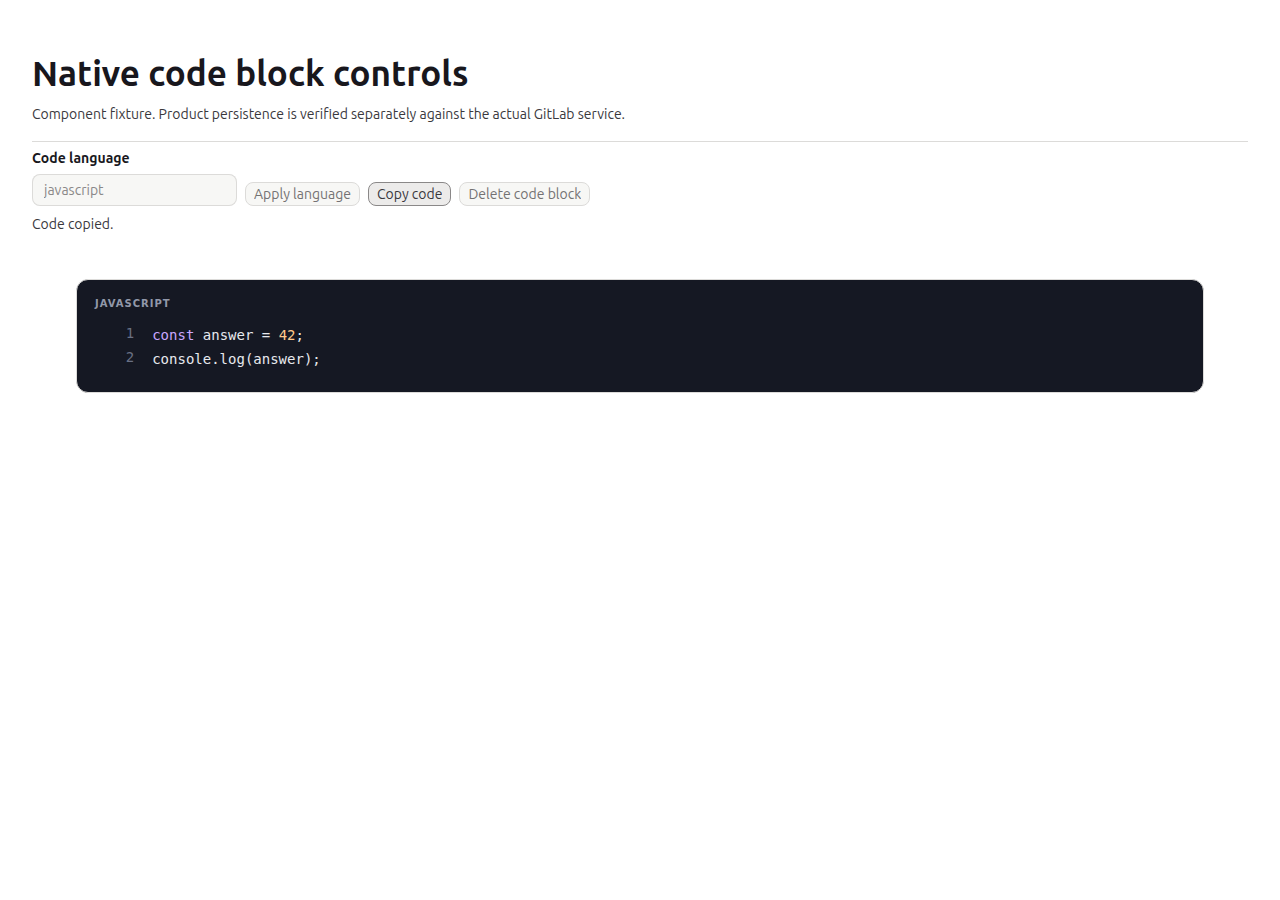 Native code block controls
Component fixture. Product persistence is verified separately against the actual GitLab service.
Code language
javascript Apply language Copy code Delete code block
Code copied.
JAVASCRIPT
1 const answer = 42;
2 console.log(answer);